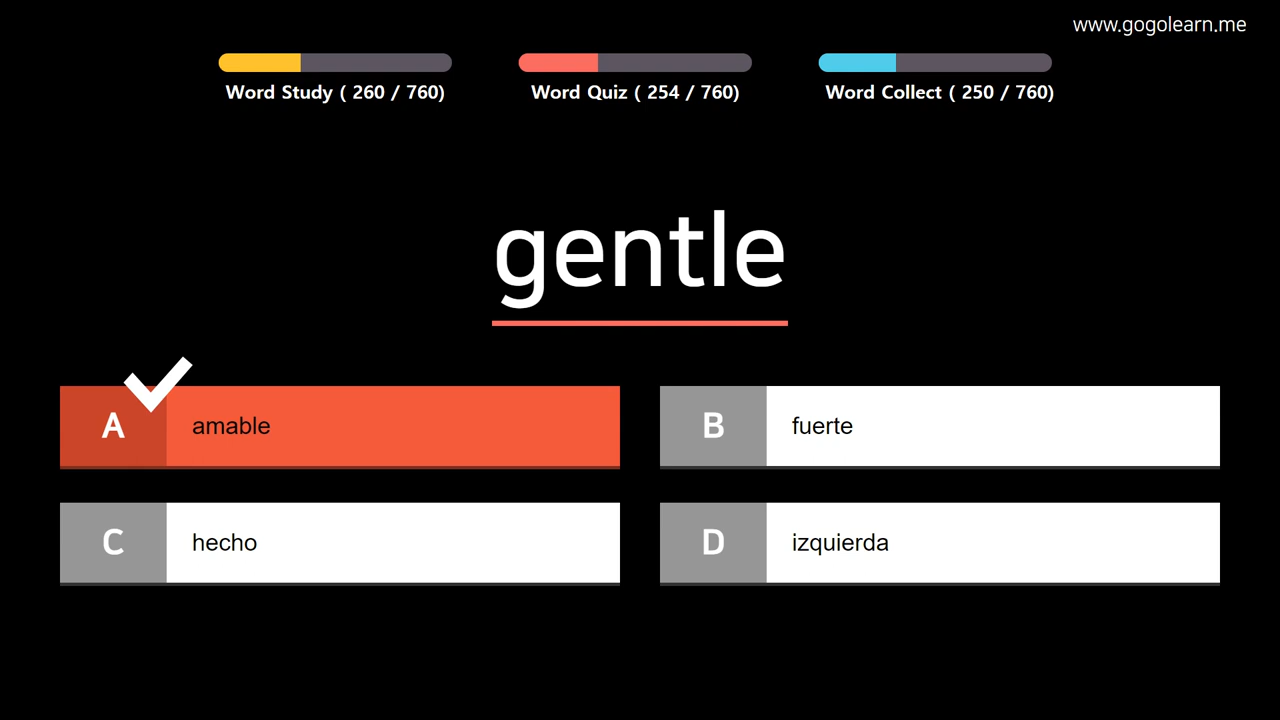 www.gogolearn.me
Word Study ( 260 / 760)
Word Quiz ( 254 / 760)
Word Collect ( 250 / 760)
gentle
A amable
B fuerte
C hecho
D izquierda